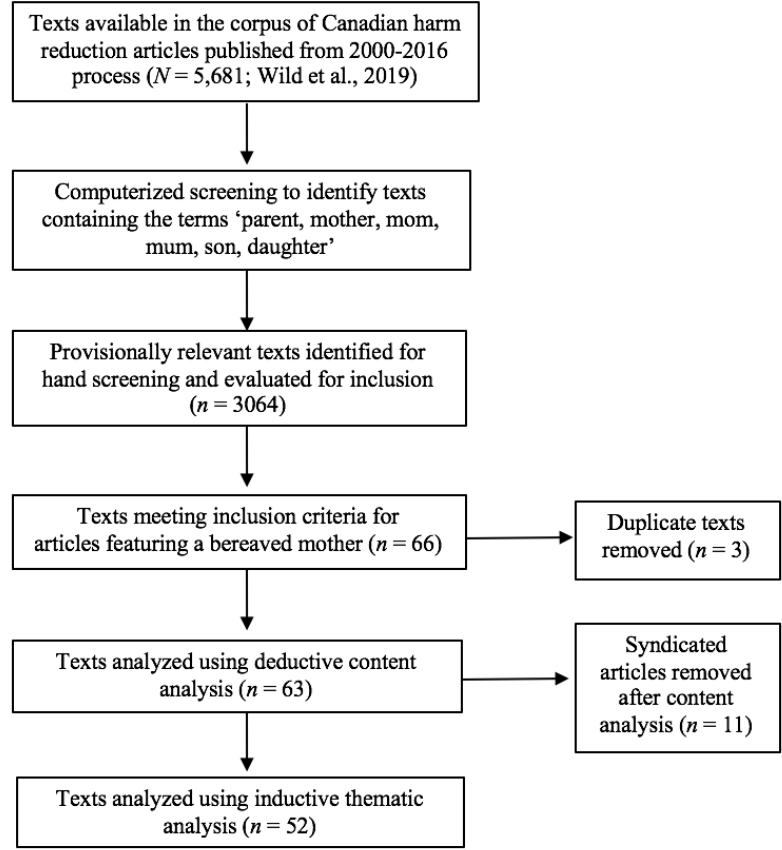 Texts available in the corpus of Canadian harm
reduction articles published from 2000-2016
process (N = 5,681; Wild et al., 2019)
Computerized screening to identify texts
containing the terms ‘parent, mother, mom,
mum, son, daughter’
Provisionally relevant texts identified for
hand screening and evaluated for inclusion
(n = 3064)
Texts meeting inclusion criteria for
articles featuring a bereaved mother (n = 66)
Duplicate texts
removed (n = 3)
Texts analyzed using deductive content
analysis (n = 63)
Syndicated
articles removed
after content
analysis (n = 11)
Texts analyzed using inductive thematic
analysis (n = 52)